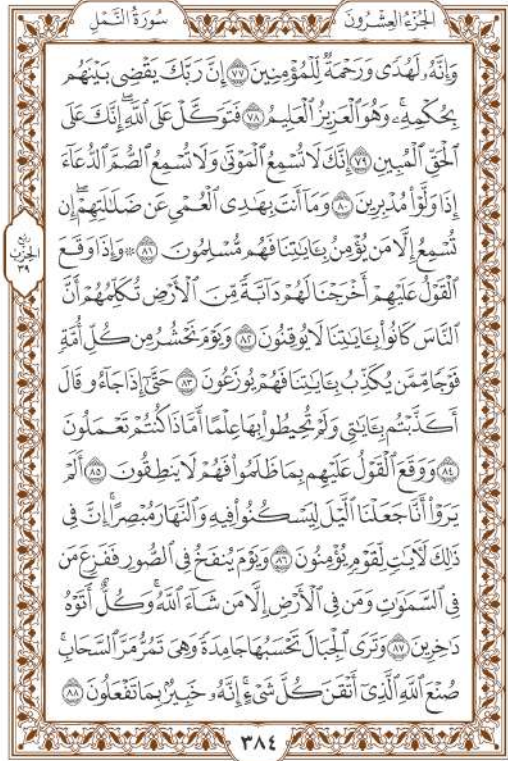 الجُزْءُ العِشْرُونَ
سُورَةُ النَّمْلِ
وَإِنَّهُۥ لَهُدٗى وَرَحۡمَةٞ لِّلۡمُؤۡمِنِينَ ٧٧ إِنَّ رَبَّكَ يَقۡضِي بَيۡنَهُم
بِحُكۡمِهِۦۚ وَهُوَ ٱلۡعَزِيزُ ٱلۡعَلِيمُ ٧٨ فَتَوَكَّلۡ عَلَى ٱللَّهِۖ إِنَّكَ عَلَى
ٱلۡحَقِّ ٱلۡمُبِينِ ٧٩ إِنَّكَ لَا تُسۡمِعُ ٱلۡمَوۡتَىٰ وَلَا تُسۡمِعُ ٱلصُّمَّ ٱلدُّعَآءَ
إِذَا وَلَّوۡاْ مُدۡبِرِينَ ٨٠ وَمَآ أَنتَ بِهَٰدِي ٱلۡعُمۡيِ عَن ضَلَٰلَتِهِمۡۖ إِن
تُسۡمِعُ إِلَّا مَن يُؤۡمِنُ بِـَٔايَٰتِنَا فَهُم مُّسۡلِمُونَ ٨١ ۞ وَإِذَا وَقَعَ
ٱلۡقَوۡلُ عَلَيۡهِمۡ أَخۡرَجۡنَا لَهُمۡ دَآبَّةٗ مِّنَ ٱلۡأَرۡضِ تُكَلِّمُهُمۡ أَنَّ
ٱلنَّاسَ كَانُواْ بِـَٔايَٰتِنَا لَا يُوقِنُونَ ٨٢ وَيَوۡمَ نَحۡشُرُ مِن كُلِّ أُمَّةٖ
فَوۡجٗا مِّمَّن يُكَذِّبُ بِـَٔايَٰتِنَا فَهُمۡ يُوزَعُونَ ٨٣ حَتَّىٰٓ إِذَا جَآءُو قَالَ
أَكَذَّبۡتُم بِـَٔايَٰتِي وَلَمۡ تُحِيطُواْ بِهَا عِلۡمًا أَمَّاذَا كُنتُمۡ تَعۡمَلُونَ
٨٤ وَوَقَعَ ٱلۡقَوۡلُ عَلَيۡهِم بِمَا ظَلَمُواْ فَهُمۡ لَا يَنطِقُونَ ٨٥ أَلَمۡ
يَرَوۡاْ أَنَّا جَعَلۡنَا ٱلَّيۡلَ لِيَسۡكُنُواْ فِيهِ وَٱلنَّهَارَ مُبۡصِرًاۚ إِنَّ فِي
ذَٰلِكَ لَأٓيَٰتٖ لِّقَوۡمٖ يُؤۡمِنُونَ ٨٦ وَيَوۡمَ يُنفَخُ فِي ٱلصُّورِ فَفَزِعَ مَن
فِي ٱلسَّمَٰوَٰتِ وَمَن فِي ٱلۡأَرۡضِ إِلَّا مَن شَآءَ ٱللَّهُۚ وَكُلٌّ أَتَوۡهُ
دَٰخِرِينَ ٨٧ وَتَرَى ٱلۡجِبَالَ تَحۡسَبُهَا جَامِدَةٗ وَهِيَ تَمُرُّ مَرَّ ٱلسَّحَابِۚ
صُنۡعَ ٱللَّهِ ٱلَّذِيٓ أَتۡقَنَ كُلَّ شَيۡءٍۚ إِنَّهُۥ خَبِيرُۢ بِمَا تَفۡعَلُونَ ٨٨
ربع
الحزب
٣٩
٣٨٤